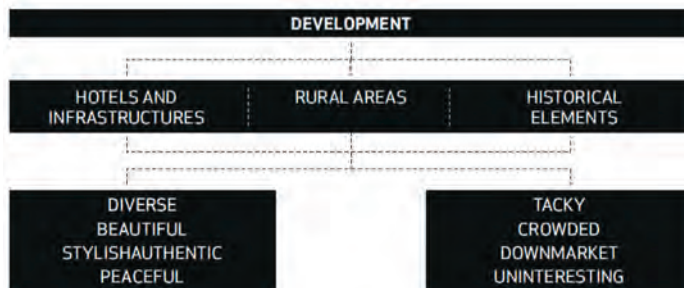 DEVELOPMENT
HOTELS AND
INFRASTRUCTURES
RURAL AREAS
HISTORICAL
ELEMENTS
DIVERSE
BEAUTIFUL
STYLISHAUTHENTIC
PEACEFUL
TACKY
CROWDED
DOWNMARKET
UNINTERESTING